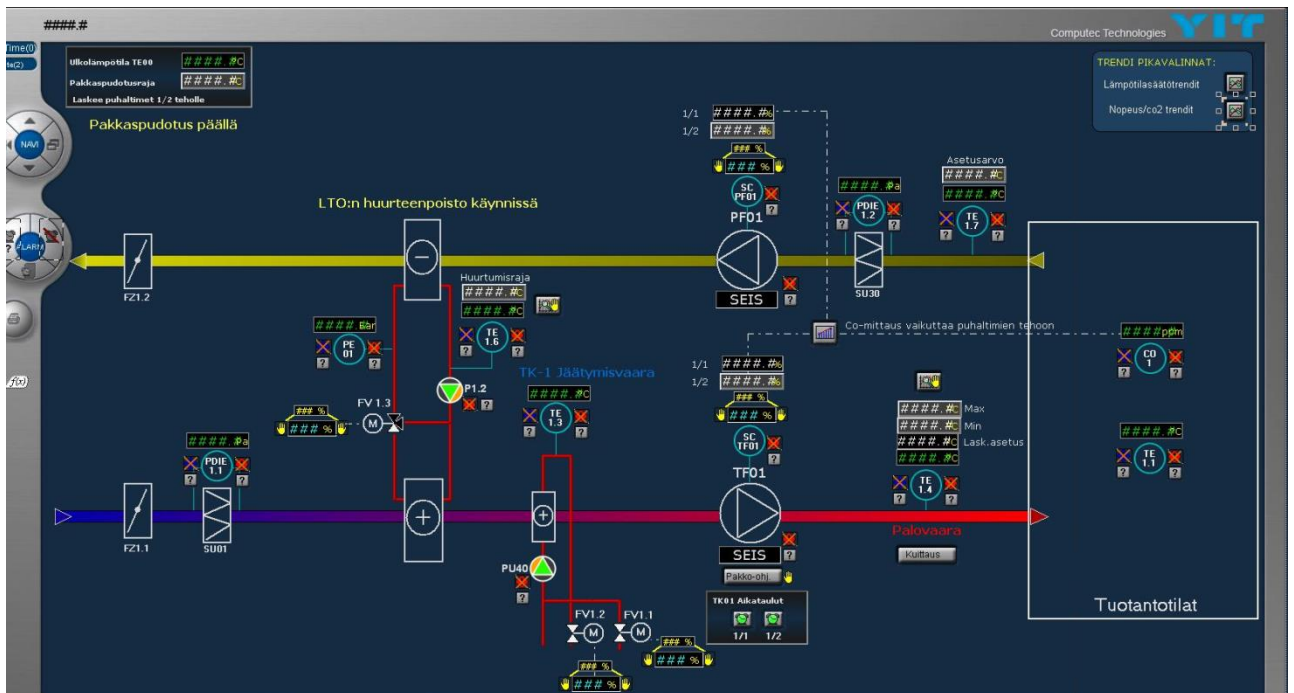 ####.#
Computec Technologies YIT
Time(0)
Ulkolämpötila TE00 ####.#C
Pakkaspudotusraja ####.#C
Laskee puhaltimet 1/2 teholle
Pakkaspudotus päällä
TRENDI PIKAVALINNAT:
Lämpötilasäätötrendit
Nopeus/co2 trendit
NAVI
ALARM
f(x)
1/1 ####.#%
1/2 ####.#%
### %
### %
SC
PF01
PF01
SEIS
?
####.#Pa
PDIE
1.2
? ?
SU30
Asetusarvo
####.#C
####.#C
TE
1.7
? ?
LTO:n huurteenpoisto käynnissä
FZ1.2
Huurtumisraja
####.#C
####.#C
TE
1.6
? ?
####.#Bar
PE
01
? ?
P1.2
?
FV 1.3
### %
### %
M
TK-1 Jäätymisvaara
####.#C
TE
1.3
? ?
Co-mittaus vaikuttaa puhaltimien tehoon
1/1 ####.#%
1/2 ####.#%
### %
### %
SC
TF01
?
TF01
SEIS
?
Pakko-ohj.
####.#C Max
####.#C Min
####.#C Lask.asetus
####.#C
TE
1.4
? ?
Palovaara
Kuittaus
####ppm
CO
1
? ?
####.#C
TE
1.1
? ?
Tuotantotilat
####.#Pa
PDIE
1.1
? ?
FZ1.1
SU01
PU40
?
FV1.2 FV1.1
M M
### %
### %
### %
### %
TK01 Aikataulut
1/1 1/2